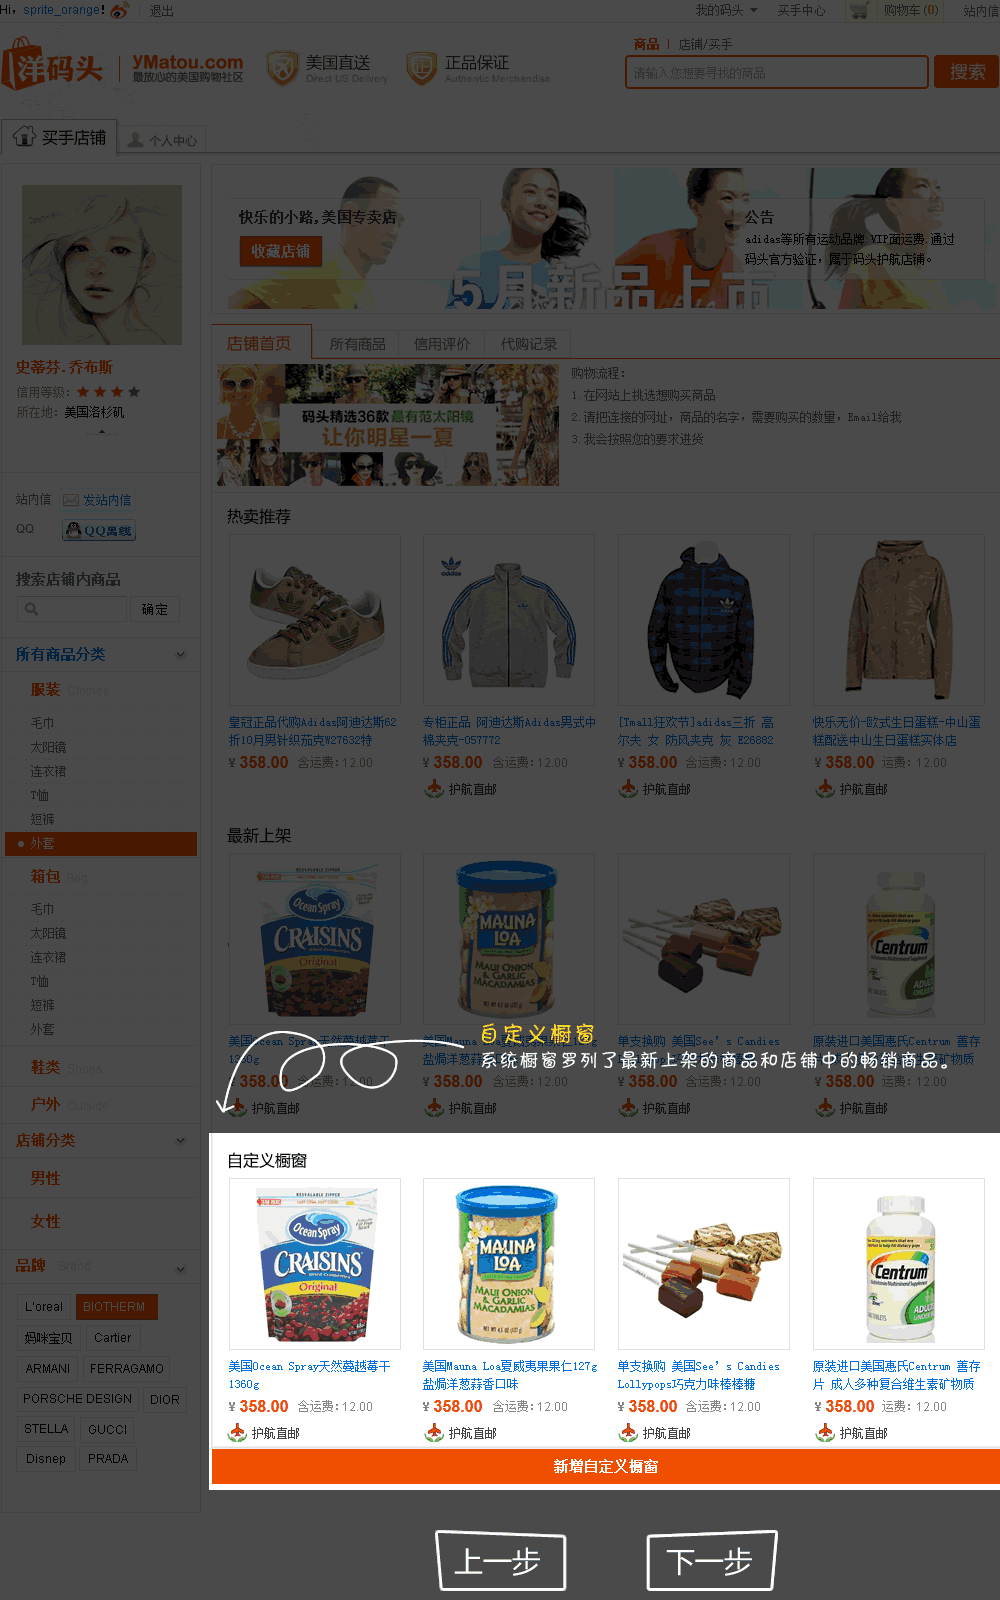 Hi, sprite_orange! 退出
我的码头 买手中心 购物车(0) 站内信
洋码头 YMatou.com
最放心的美国购物社区
美国直送
Direct US Delivery
正品保证
Authentic Merchandise
商品 | 店铺/买手
请输入您想要寻找的商品 搜索
买手店铺 个人中心
快乐的小路,美国专卖店
收藏店铺
5月新品上市
公告
adidas等所有运动品牌 VIP面运费.通过
码头官方验证,属于码头护航店铺。
史蒂芬.乔布斯
信用等级:
所在地: 美国洛杉矶
站内信 发站内信
QQ QQ离线
搜索店铺内商品
确定
所有商品分类
服装 Clothes
毛巾
太阳镜
连衣裙
T恤
短裤
外套
箱包 Bag
毛巾
太阳镜
连衣裙
T恤
短裤
外套
鞋类 Shoes
户外 Outside
店铺分类
男性
女性
品牌 Brand
L'oreal BIOTHERM
妈咪宝贝 Cartier
ARMANI FERRAGAMO
PORSCHE DESIGN DIOR
STELLA GUCCI
Disnep PRADA
店铺首页 所有商品 信用评价 代购记录
码头精选36款 最有范太阳镜
让你明星一夏
购物流程:
1.在网站上挑选想购买商品
2.请把连接的网址,商品的名字,需要购买的数量,Email给我
3.我会按照您的要求进货
热卖推荐
adidas
皇冠正品代购Adidas阿迪达斯62
折10月男针织茄克W27632特
¥ 358.00 含运费:12.00
专柜正品 阿迪达斯Adidas男式中
棉夹克-057772
¥ 358.00 含运费:12.00
护航直邮
[Tmall狂欢节]adidas三折 高
尔夫 女 防风夹克 灰 E26882
¥ 358.00 含运费:12.00
护航直邮
快乐无价-欧式生日蛋糕-中山蛋
糕配送中山生日蛋糕实体店
¥ 358.00 运费:12.00
护航直邮
最新上架
Ocean Spray
CRAISINS
Original
MAUNA LOA
MAUI ONION & GARLIC MACADAMIAS
Centrum
美国Ocean Spray天然蔓越莓干
1360g
¥ 358.00 含运费:12.00
护航直邮
美国Mauna Loa夏威夷果果仁127g
盐焗洋葱蒜香口味
¥ 358.00 含运费:12.00
护航直邮
单支换购 美国See’s Candies
¥ 358.00 含运费:12.00
护航直邮
原装进口美国惠氏Centrum 善存
¥ 358.00 运费:12.00
护航直邮
自定义橱窗
系统橱窗罗列了最新上架的商品和店铺中的畅销商品。
自定义橱窗
RESEALABLE ZIPPER
Ocean Spray
CRAISINS
Original
MAUNA LOA
MAUI ONION & GARLIC MACADAMIAS
NET WT 4.5 OZ (127 g)
Centrum
美国Ocean Spray天然蔓越莓干
1360g
¥ 358.00 含运费:12.00
护航直邮
美国Mauna Loa夏威夷果果仁127g
盐焗洋葱蒜香口味
¥ 358.00 含运费:12.00
护航直邮
单支换购 美国See’s Candies
Lollypops巧克力味棒棒糖
¥ 358.00 含运费:12.00
护航直邮
原装进口美国惠氏Centrum 善存
片 成人多种复合维生素矿物质
¥ 358.00 运费:12.00
护航直邮
新增自定义橱窗
上一步 下一步